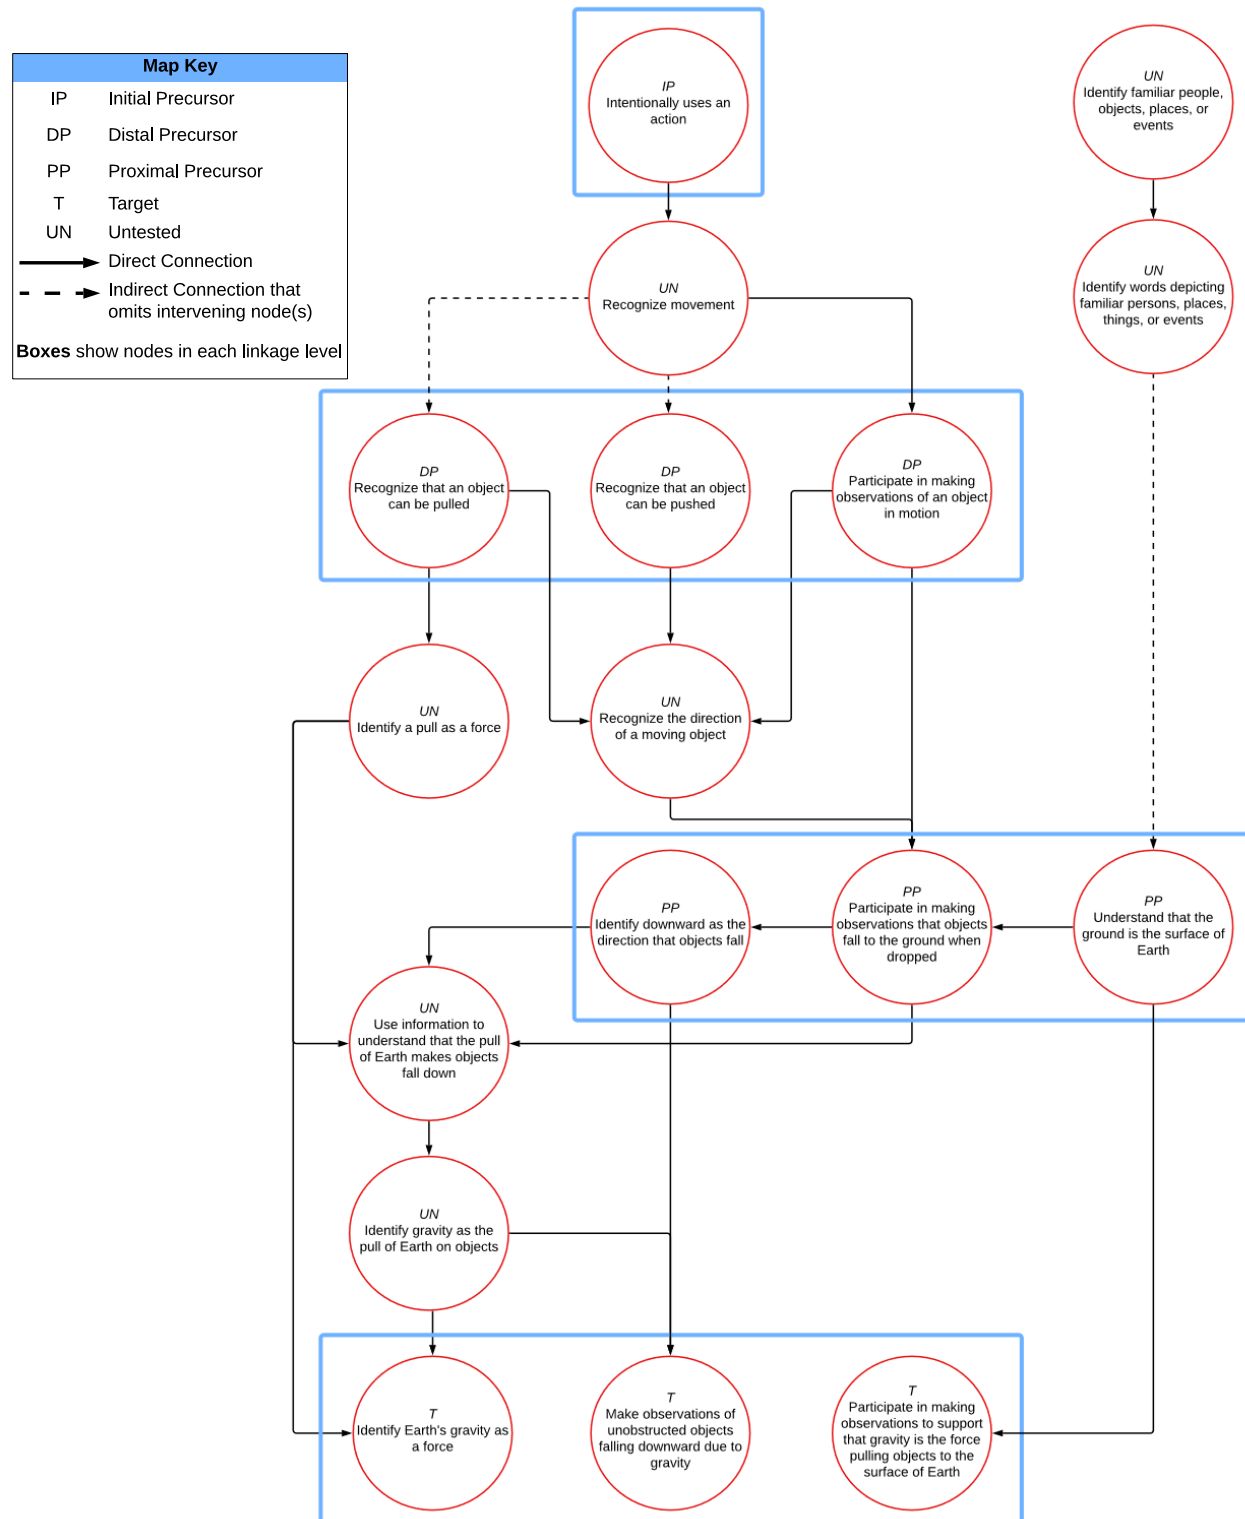 Map Key
IP Initial Precursor
DP Distal Precursor
PP Proximal Precursor
T Target
UN Untested
Direct Connection
Indirect Connection that
omits intervening node(s)
Boxes show nodes in each linkage level
IP
Intentionally uses an
action
UN
Identify familiar people,
objects, places, or
events
UN
Recognize movement
UN
Identify words depicting
familiar persons, places,
things, or events
DP
Recognize that an object
can be pulled
DP
Recognize that an object
can be pushed
DP
Participate in making
observations of an object
in motion
UN
Identify a pull as a force
UN
Recognize the direction
of a moving object
PP
Identify downward as the
direction that objects fall
PP
Participate in making
observations that objects
fall to the ground when
dropped
PP
Understand that the
ground is the surface of
Earth
UN
Use information to
understand that the pull
of Earth makes objects
fall down
UN
Identify gravity as the
pull of Earth on objects
T
Identify Earth's gravity as
a force
T
Make observations of
unobstructed objects
falling downward due to
gravity
T
Participate in making
observations to support
that gravity is the force
pulling objects to the
surface of Earth